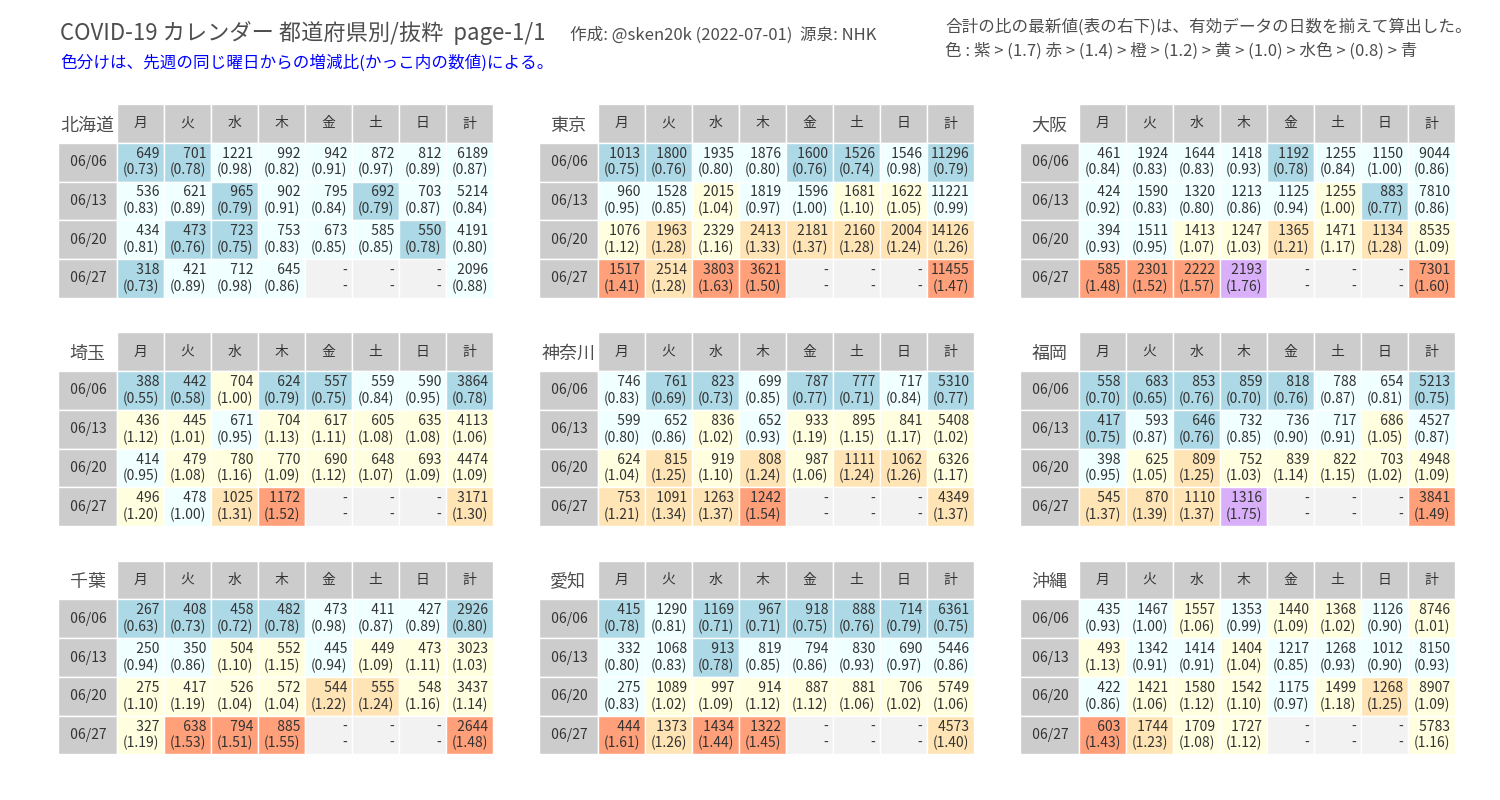 COVID-19 カレンダー 都道府県別/抜粋 page-1/1 作成: @sken20k (2022-07-01) 源泉: NHK
合計の比の最新値(表の右下)は、有効データの日数を揃えて算出した。
色分けは、先週の同じ曜日からの増減比(かっこ内の数値)による。
色 : 紫 > (1.7) 赤 > (1.4) > 橙 > (1.2) > 黄 > (1.0) > 水色 > (0.8) > 青
北海道 月 火 水 木 金 土 日 計
06/06 649 701 1221 992 942 872 812 6189
(0.73) (0.78) (0.98) (0.82) (0.91) (0.97) (0.89) (0.87)
06/13 536 621 965 902 795 692 703 5214
(0.83) (0.89) (0.79) (0.91) (0.84) (0.79) (0.87) (0.84)
06/20 434 473 723 753 673 585 550 4191
(0.81) (0.76) (0.75) (0.83) (0.85) (0.85) (0.78) (0.80)
06/27 318 421 712 645 - - - 2096
(0.73) (0.89) (0.98) (0.86) - - - (0.88)
東京 月 火 水 木 金 土 日 計
06/06 1013 1800 1935 1876 1600 1526 1546 11296
(0.75) (0.76) (0.80) (0.80) (0.76) (0.74) (0.98) (0.79)
06/13 960 1528 2015 1819 1596 1681 1622 11221
(0.95) (0.85) (1.04) (0.97) (1.00) (1.10) (1.05) (0.99)
06/20 1076 1963 2329 2413 2181 2160 2004 14126
(1.12) (1.28) (1.16) (1.33) (1.37) (1.28) (1.24) (1.26)
06/27 1517 2514 3803 3621 - - - 11455
(1.41) (1.28) (1.63) (1.50) - - - (1.47)
大阪 月 火 水 木 金 土 日 計
06/06 461 1924 1644 1418 1192 1255 1150 9044
(0.84) (0.83) (0.83) (0.93) (0.78) (0.84) (1.00) (0.86)
06/13 424 1590 1320 1213 1125 1255 883 7810
(0.92) (0.83) (0.80) (0.86) (0.94) (1.00) (0.77) (0.86)
06/20 394 1511 1413 1247 1365 1471 1134 8535
(0.93) (0.95) (1.07) (1.03) (1.21) (1.17) (1.28) (1.09)
06/27 585 2301 2222 2193 - - - 7301
(1.48) (1.52) (1.57) (1.76) - - - (1.60)
埼玉 月 火 水 木 金 土 日 計
06/06 388 442 704 624 557 559 590 3864
(0.55) (0.58) (1.00) (0.79) (0.75) (0.84) (0.95) (0.78)
06/13 436 445 671 704 617 605 635 4113
(1.12) (1.01) (0.95) (1.13) (1.11) (1.08) (1.08) (1.06)
06/20 414 479 780 770 690 648 693 4474
(0.95) (1.08) (1.16) (1.09) (1.12) (1.07) (1.09) (1.09)
06/27 496 478 1025 1172 - - - 3171
(1.20) (1.00) (1.31) (1.52) - - - (1.30)
神奈川 月 火 水 木 金 土 日 計
06/06 746 761 823 699 787 777 717 5310
(0.83) (0.69) (0.73) (0.85) (0.77) (0.71) (0.84) (0.77)
06/13 599 652 836 652 933 895 841 5408
(0.80) (0.86) (1.02) (0.93) (1.19) (1.15) (1.17) (1.02)
06/20 624 815 919 808 987 1111 1062 6326
(1.04) (1.25) (1.10) (1.24) (1.06) (1.24) (1.26) (1.17)
06/27 753 1091 1263 1242 - - - 4349
(1.21) (1.34) (1.37) (1.54) - - - (1.37)
福岡 月 火 水 木 金 土 日 計
06/06 558 683 853 859 818 788 654 5213
(0.70) (0.65) (0.76) (0.70) (0.76) (0.87) (0.81) (0.75)
06/13 417 593 646 732 736 717 686 4527
(0.75) (0.87) (0.76) (0.85) (0.90) (0.91) (1.05) (0.87)
06/20 398 625 809 752 839 822 703 4948
(0.95) (1.05) (1.25) (1.03) (1.14) (1.15) (1.02) (1.09)
06/27 545 870 1110 1316 - - - 3841
(1.37) (1.39) (1.37) (1.75) - - - (1.49)
千葉 月 火 水 木 金 土 日 計
06/06 267 408 458 482 473 411 427 2926
(0.63) (0.73) (0.72) (0.78) (0.98) (0.87) (0.89) (0.80)
06/13 250 350 504 552 445 449 473 3023
(0.94) (0.86) (1.10) (1.15) (0.94) (1.09) (1.11) (1.03)
06/20 275 417 526 572 544 555 548 3437
(1.10) (1.19) (1.04) (1.04) (1.22) (1.24) (1.16) (1.14)
06/27 327 638 794 885 - - - 2644
(1.19) (1.53) (1.51) (1.55) - - - (1.48)
愛知 月 火 水 木 金 土 日 計
06/06 415 1290 1169 967 918 888 714 6361
(0.78) (0.81) (0.71) (0.71) (0.75) (0.76) (0.79) (0.75)
06/13 332 1068 913 819 794 830 690 5446
(0.80) (0.83) (0.78) (0.85) (0.86) (0.93) (0.97) (0.86)
06/20 275 1089 997 914 887 881 706 5749
(0.83) (1.02) (1.09) (1.12) (1.12) (1.06) (1.02) (1.06)
06/27 444 1373 1434 1322 - - - 4573
(1.61) (1.26) (1.44) (1.45) - - - (1.40)
沖縄 月 火 水 木 金 土 日 計
06/06 435 1467 1557 1353 1440 1368 1126 8746
(0.93) (1.00) (1.06) (0.99) (1.09) (1.02) (0.90) (1.01)
06/13 493 1342 1414 1404 1217 1268 1012 8150
(1.13) (0.91) (0.91) (1.04) (0.85) (0.93) (0.90) (0.93)
06/20 422 1421 1580 1542 1175 1499 1268 8907
(0.86) (1.06) (1.12) (1.10) (0.97) (1.18) (1.25) (1.09)
06/27 603 1744 1709 1727 - - - 5783
(1.43) (1.23) (1.08) (1.12) - - - (1.16)